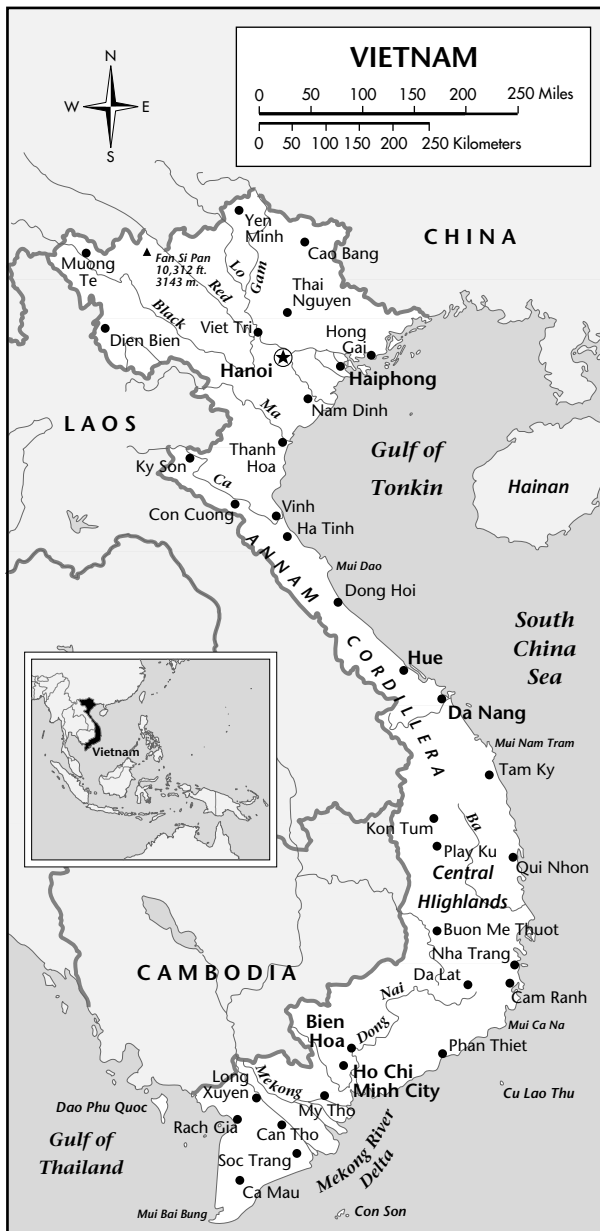 VIETNAM
0 50 100 150 200 250 Miles
0 50 100 150 200 250 Kilometers
N
W E
S
CHINA
Yen
Minh
Cao Bang
Fan Si Pan
10,312 ft.
3143 m.
Muong
Te
Lo
Gam
Red
Thai
Nguyen
Black
Viet Tri
Dien Bien
Hong
Gai
Hanoi
Haiphong
Nam Dinh
Ma
LAOS
Thanh
Hoa
Gulf of
Tonkin
Hainan
Ky Son
Ca
Con Cuong
Vinh
Ha Tinh
ANNAM CORDILLERA
Mui Dao
Dong Hoi
South
China
Sea
Hue
Da Nang
Vietnam
Mui Nam Tram
Tam Ky
Kon Tum
Ba
Play Ku
Qui Nhon
Central
Hlighlands
Buon Me Thuot
Nha Trang
CAMBODIA
Da Lat
Nai
Cam Ranh
Bien
Hoa
Dong
Mui Ca Na
Phan Thiet
Ho Chi
Minh City
Mekong
Long
Xuyen
Cu Lao Thu
My Tho
Dao Phu Quoc
Rach Gia
Can Tho
Gulf of
Thailand
Soc Trang
Mekong River
Delta
Ca Mau
Mui Bai Bung
Con Son